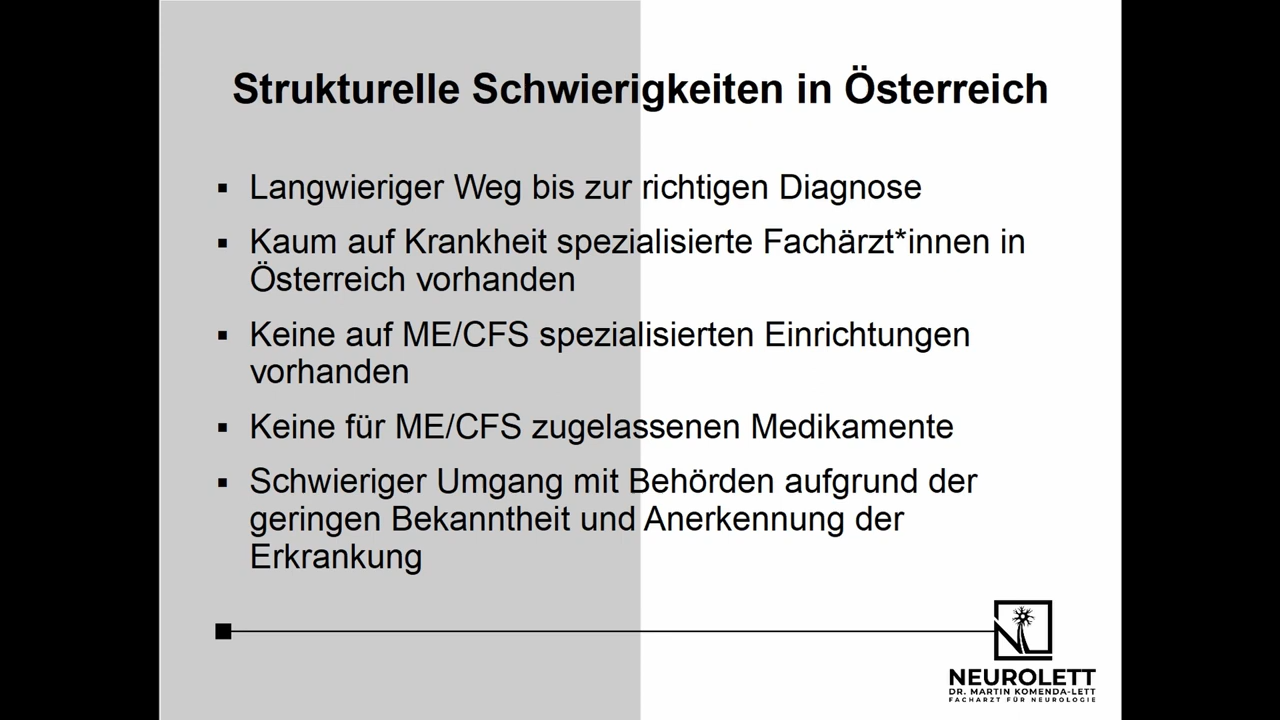 Strukturelle Schwierigkeiten in Österreich
▪ Langwieriger Weg bis zur richtigen Diagnose
▪ Kaum auf Krankheit spezialisierte Fachärzt*innen in
Österreich vorhanden
▪ Keine auf ME/CFS spezialisierten Einrichtungen
vorhanden
▪ Keine für ME/CFS zugelassenen Medikamente
▪ Schwieriger Umgang mit Behörden aufgrund der
geringen Bekanntheit und Anerkennung der
Erkrankung
NEUROLETT
DR. MARTIN KOMENDA-LETT
FACHARZT FÜR NEUROLOGIE